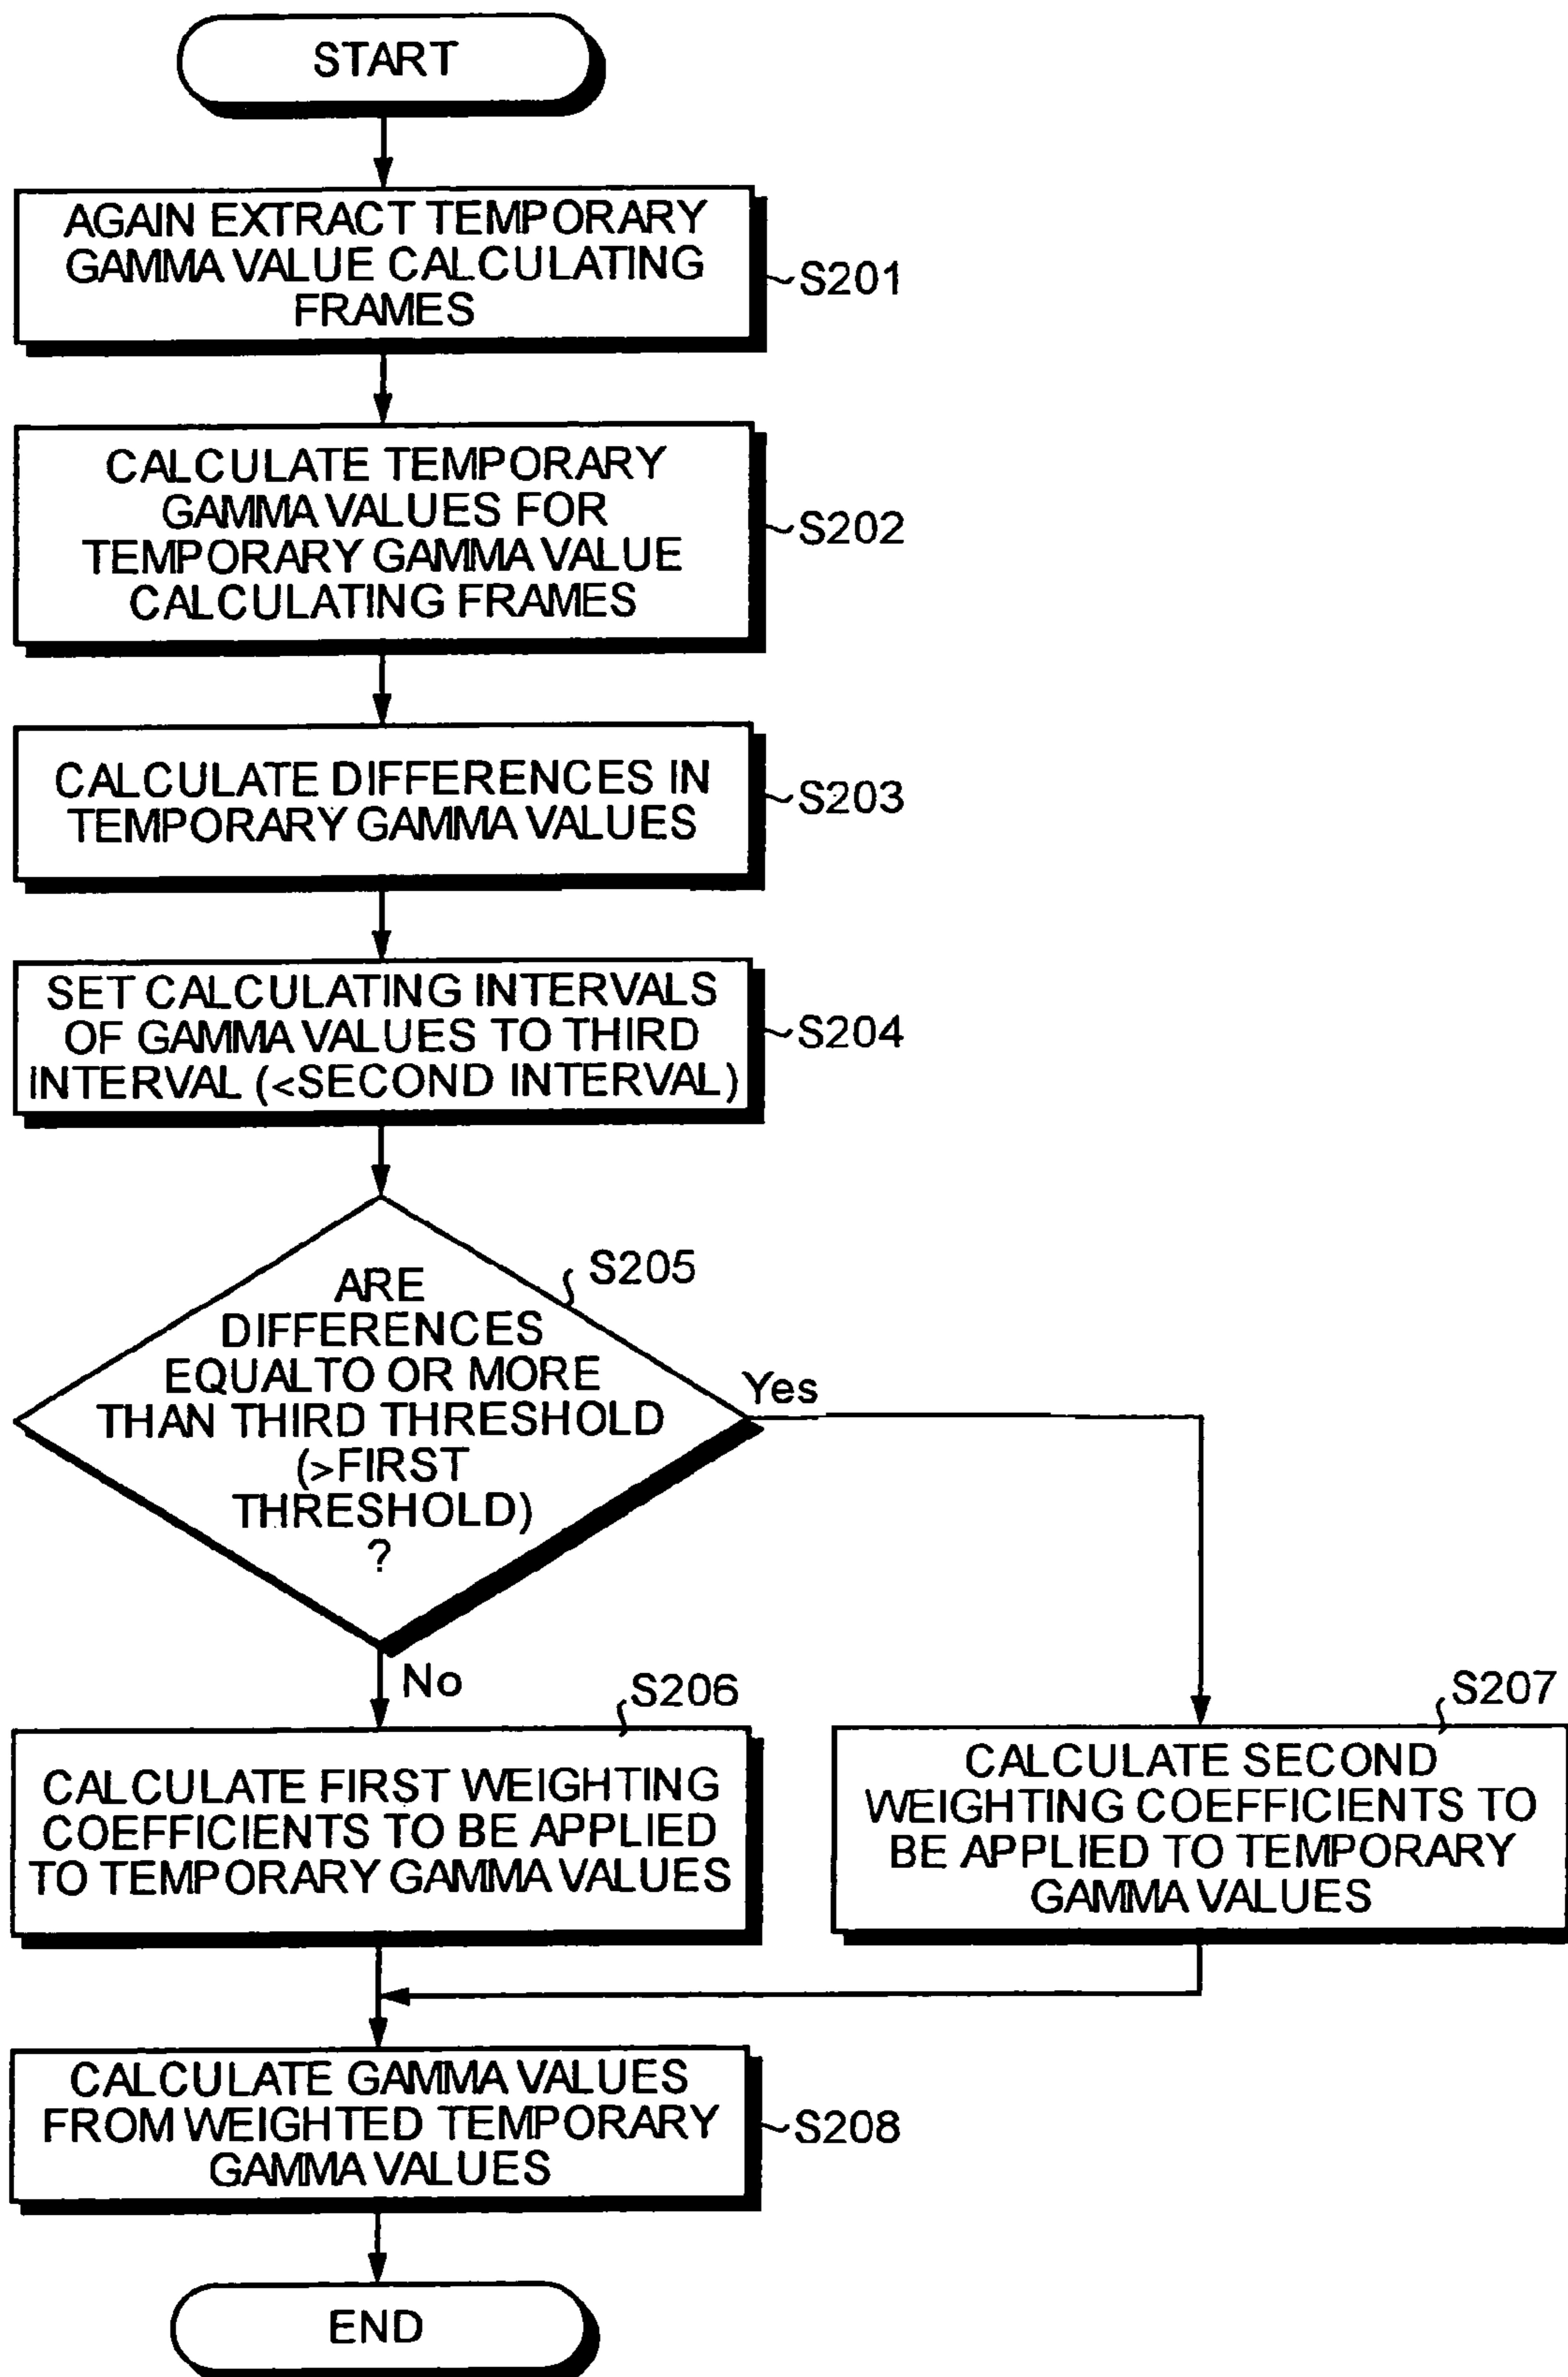 START
AGAIN EXTRACT TEMPORARY
GAMMA VALUE CALCULATING
FRAMES
S201
CALCULATE TEMPORARY
GAMMA VALUES FOR
TEMPORARY GAMMA VALUE
CALCULATING FRAMES
S202
CALCULATE DIFFERENCES IN
TEMPORARY GAMMA VALUES
S203
SET CALCULATING INTERVALS
OF GAMMA VALUES TO THIRD
INTERVAL (<SECOND INTERVAL)
S204
S205
ARE
DIFFERENCES
EQUALTO OR MORE
THAN THIRD THRESHOLD
(>FIRST
THRESHOLD)
?
Yes
No
S206
CALCULATE FIRST WEIGHTING
COEFFICIENTS TO BE APPLIED
TO TEMPORARY GAMMA VALUES
S207
CALCULATE SECOND
WEIGHTING COEFFICIENTS TO
BE APPLIED TO TEMPORARY
GAMMA VALUES
CALCULATE GAMMA VALUES
FROM WEIGHTED TEMPORARY
GAMMA VALUES
S208
END